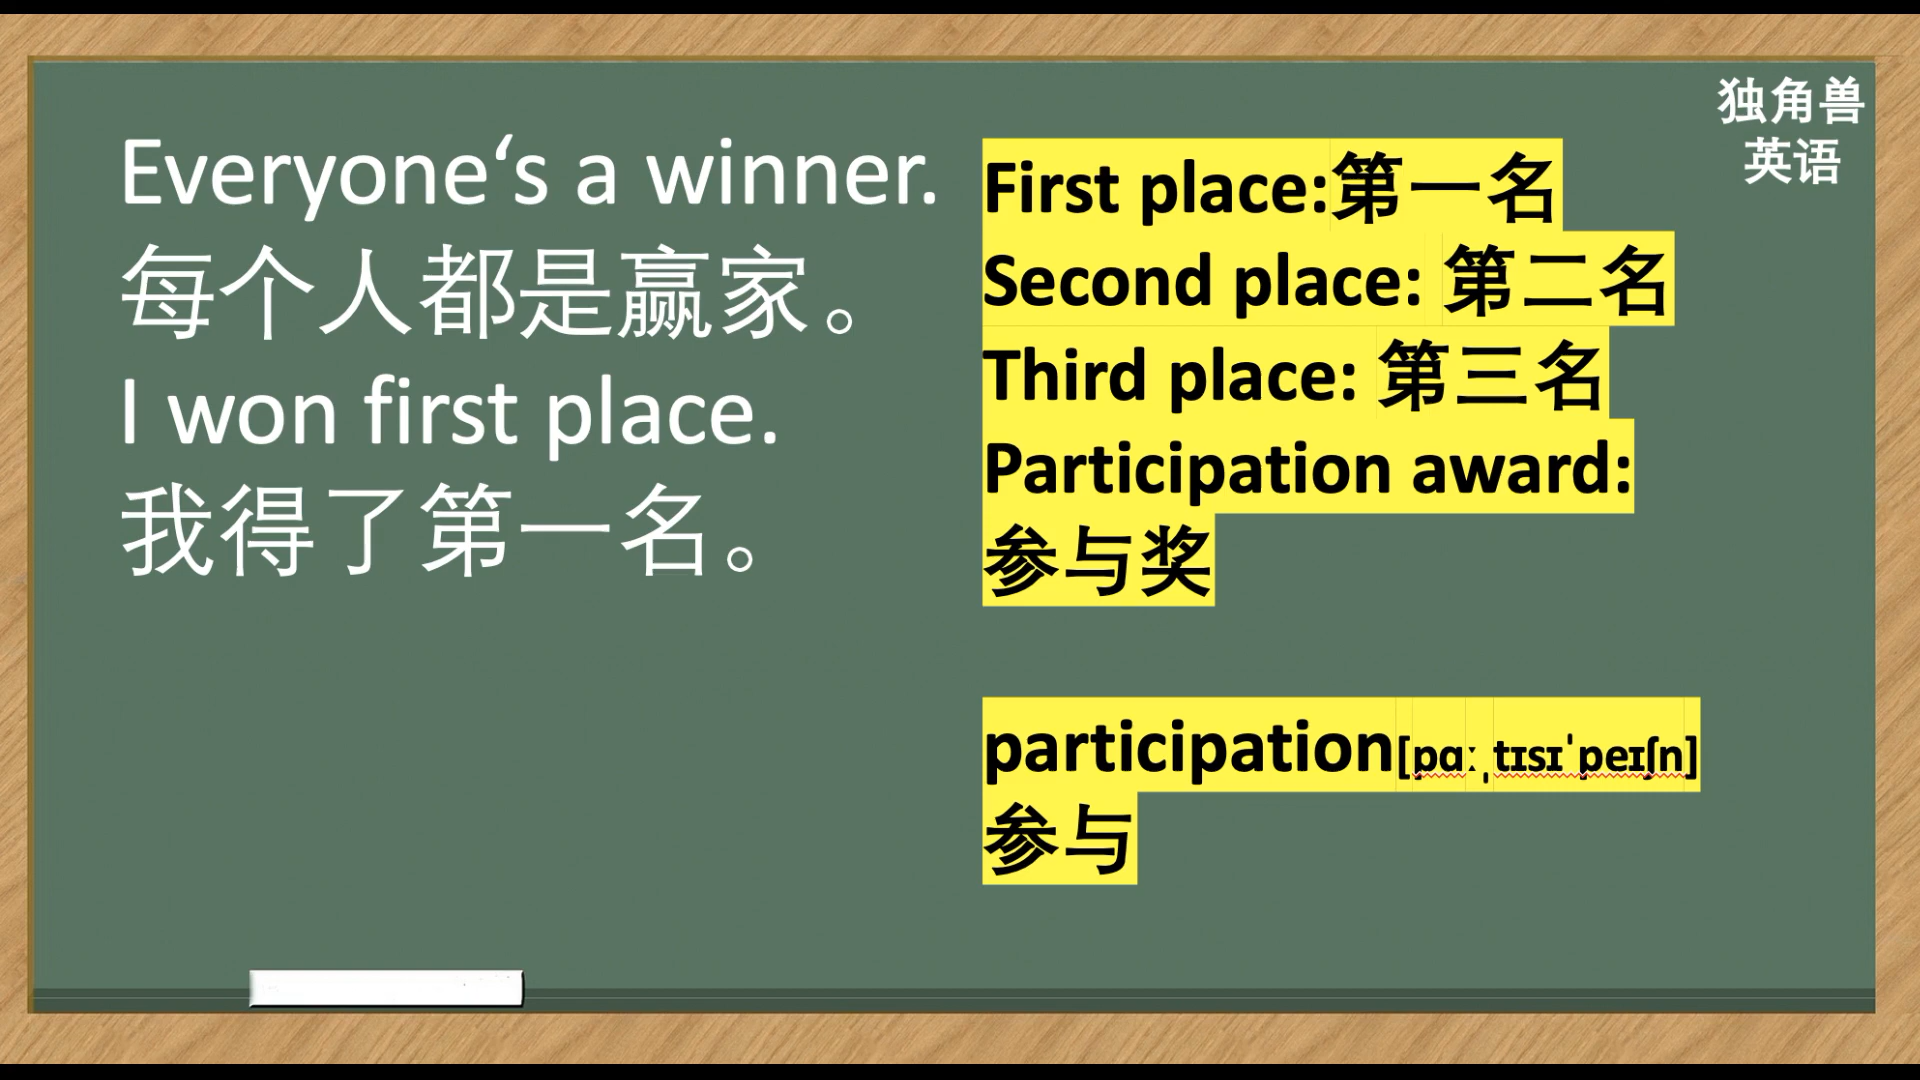 Everyone‘s a winner.
每个人都是赢家。
I won first place.
我得了第一名。
First place:第一名
Second place: 第二名
Third place: 第三名
Participation award:
参与奖
participation[pɑːˌtɪsɪˈpeɪʃn]
参与
独角兽
英语